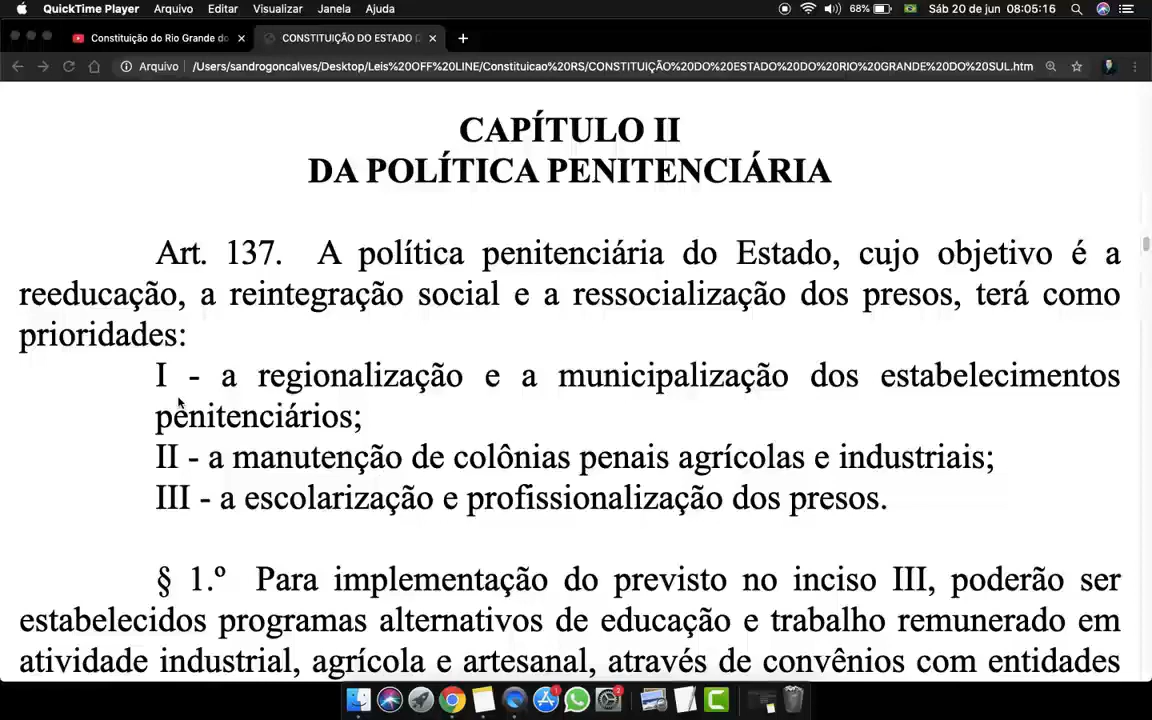 QuickTime Player Arquivo Editar Visualizar Janela Ajuda 68% Sáb 20 de jun 08:05:16
Constituição do Rio Grande do CONSTITUIÇÃO DO ESTADO
Arquivo /Users/sandrogoncalves/Desktop/Leis%20OFF%20LINE/Constituicao%20RS/CONSTITUIÇÃO%20DO%20ESTADO%20DO%20RIO%20GRANDE%20DO%20SUL.htm
CAPÍTULO II
DA POLÍTICA PENITENCIÁRIA
Art. 137. A política penitenciária do Estado, cujo objetivo é a
reeducação, a reintegração social e a ressocialização dos presos, terá como
prioridades:
I - a regionalização e a municipalização dos estabelecimentos
penitenciários;
II - a manutenção de colônias penais agrícolas e industriais;
III - a escolarização e profissionalização dos presos.
§ 1.º Para implementação do previsto no inciso III, poderão ser
estabelecidos programas alternativos de educação e trabalho remunerado em
atividade industrial, agrícola e artesanal, através de convênios com entidades